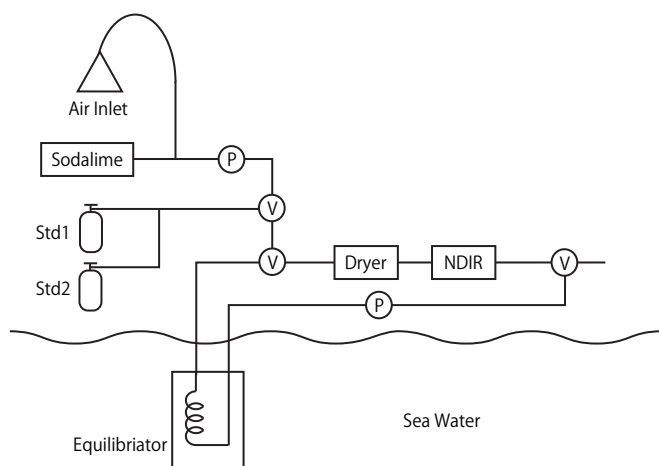 Air Inlet
Sodalime
P
Std1
V
Std2
V
Dryer
NDIR
V
P
Equilibriator
Sea Water